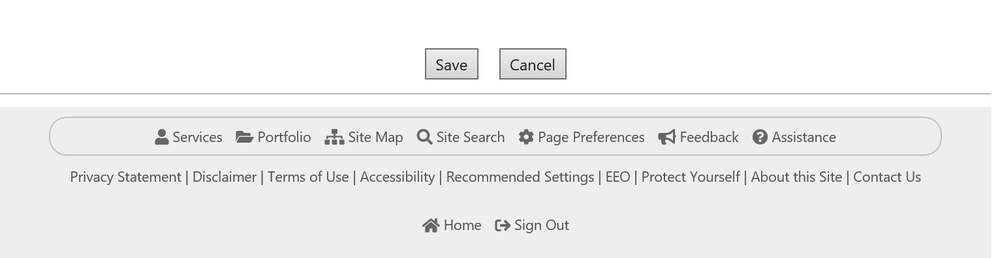 Save Cancel
Services Portfolio Site Map Site Search Page Preferences Feedback Assistance
Privacy Statement | Disclaimer | Terms of Use | Accessibility | Recommended Settings | EEO | Protect Yourself | About this Site | Contact Us
Home Sign Out